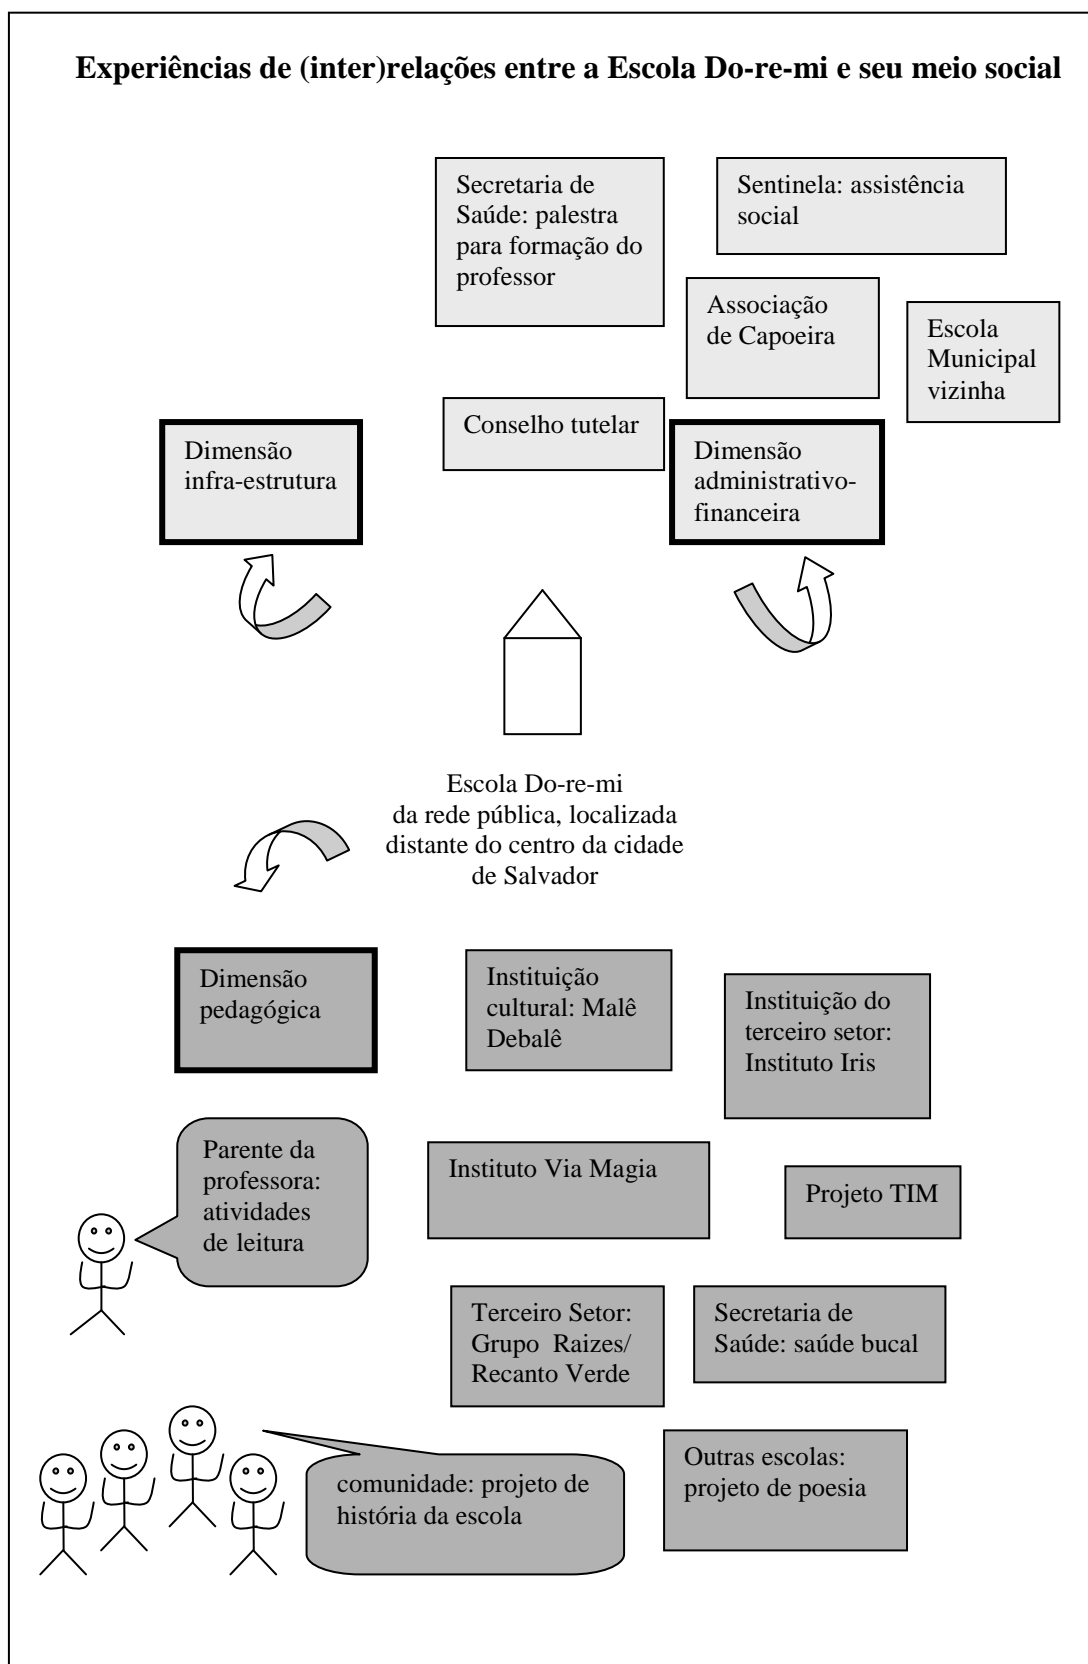 Experiências de (inter)relações entre a Escola Do-re-mi e seu meio social
Secretaria de
Saúde: palestra
para formação do
professor
Sentinela: assistência
social
Associação
de Capoeira
Escola
Municipal
vizinha
Conselho tutelar
Dimensão
infra-estrutura
Dimensão
administrativo-
financeira
Escola Do-re-mi
da rede pública, localizada
distante do centro da cidade
de Salvador
Dimensão
pedagógica
Instituição
cultural: Malê
Debalê
Instituição do
terceiro setor:
Instituto Iris
Parente da
professora:
atividades
de leitura
Instituto Via Magia
Projeto TIM
Terceiro Setor:
Grupo Raizes/
Recanto Verde
Secretaria de
Saúde: saúde bucal
comunidade: projeto de
história da escola
Outras escolas:
projeto de poesia